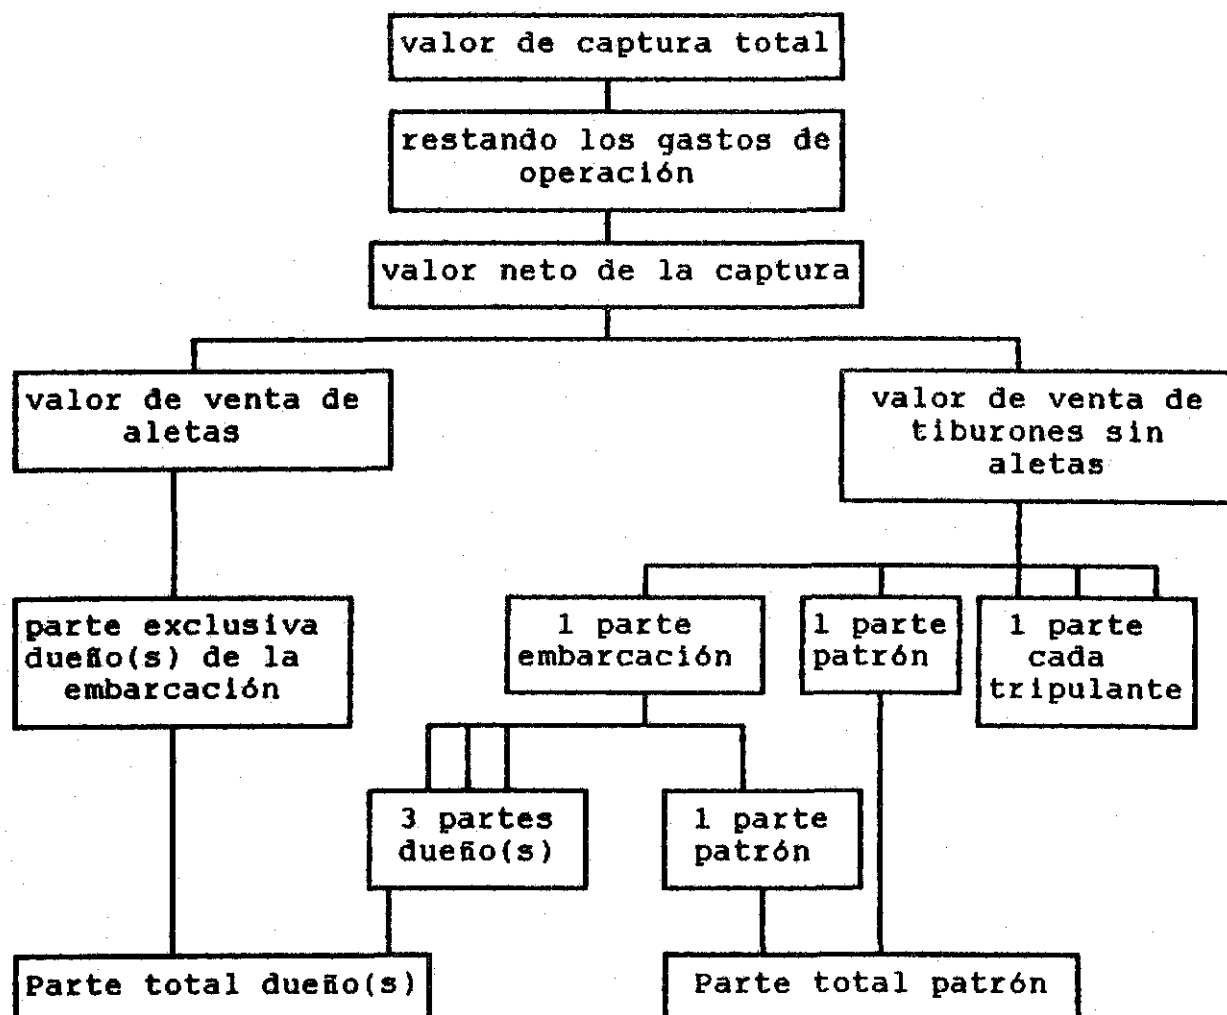 valor de captura total
restando los gastos de
operación
valor neto de la captura
valor de venta de
aletas
valor de venta de
tiburones sin
aletas
parte exclusiva
dueño(s) de la
embarcación
1 parte
embarcación
1 parte
patrón
1 parte
cada
tripulante
3 partes
dueño(s)
1 parte
patrón
Parte total dueño(s)
Parte total patrón